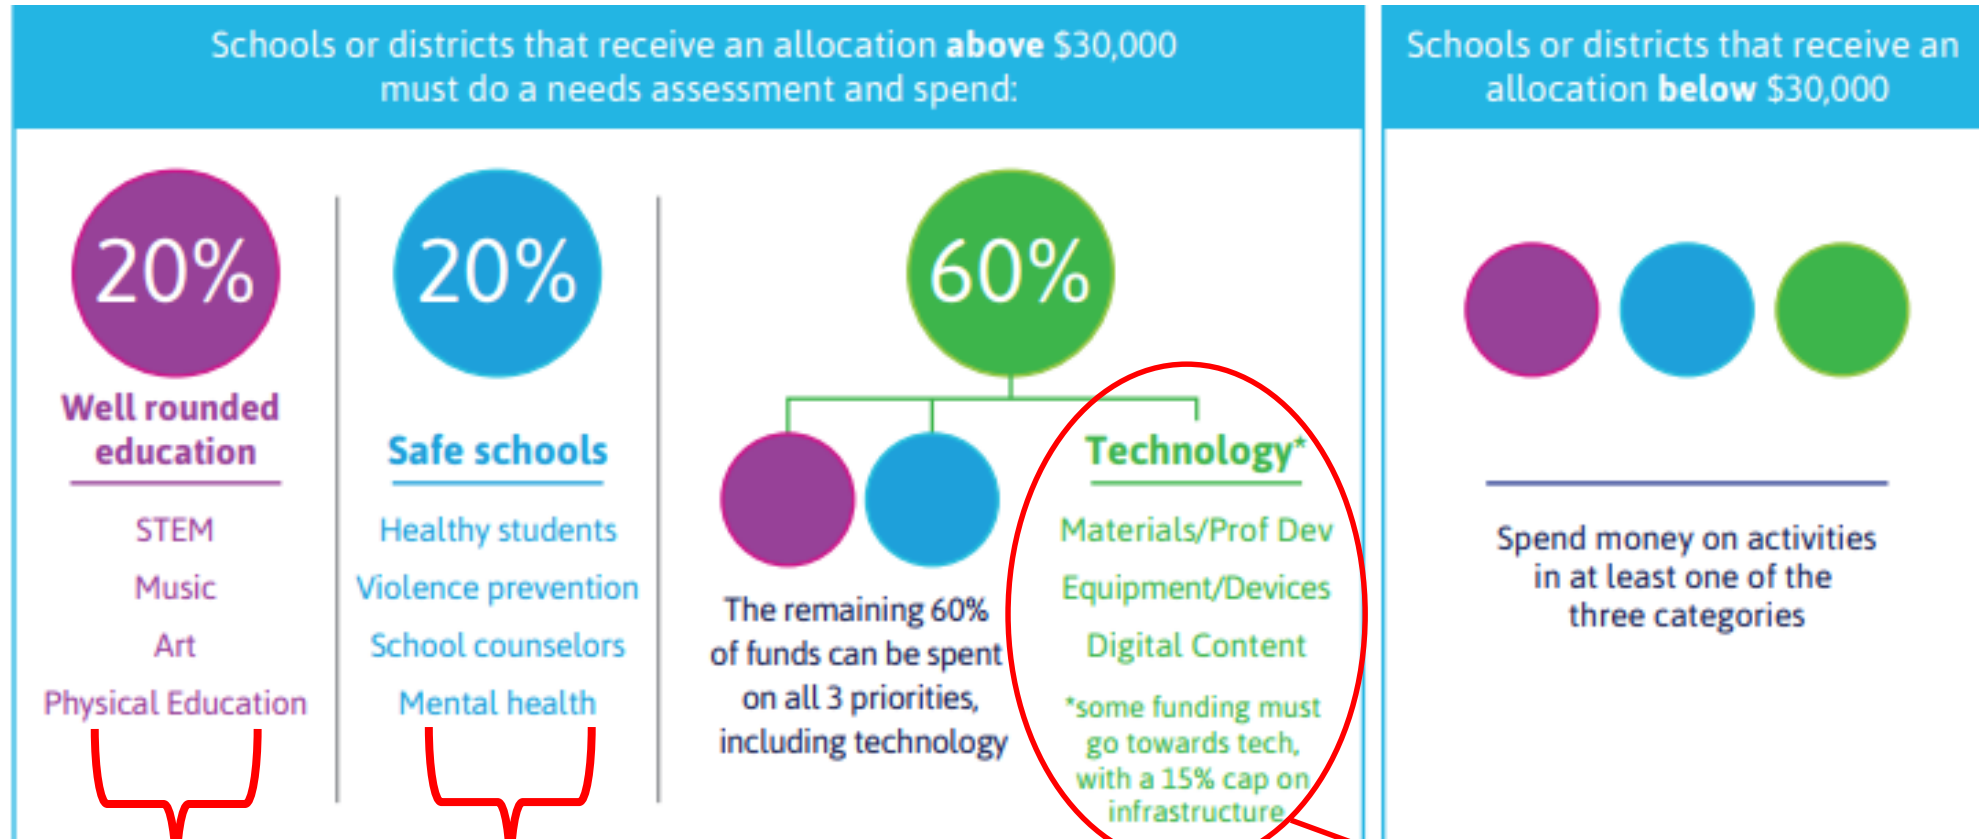 Schools or districts that receive an allocation above $30,000
must do a needs assessment and spend:
20%
Well rounded
education
STEM
Music
Art
Physical Education
20%
Safe schools
Healthy students
Violence prevention
School counselors
Mental health
60%
The remaining 60%
of funds can be spent
on all 3 priorities,
including technology
Technology*
Materials/Prof Dev
Equipment/Devices
Digital Content
*some funding must
go towards tech,
with a 15% cap on
infrastructure
Schools or districts that receive an
allocation below $30,000
Spend money on activities
in at least one of the
three categories